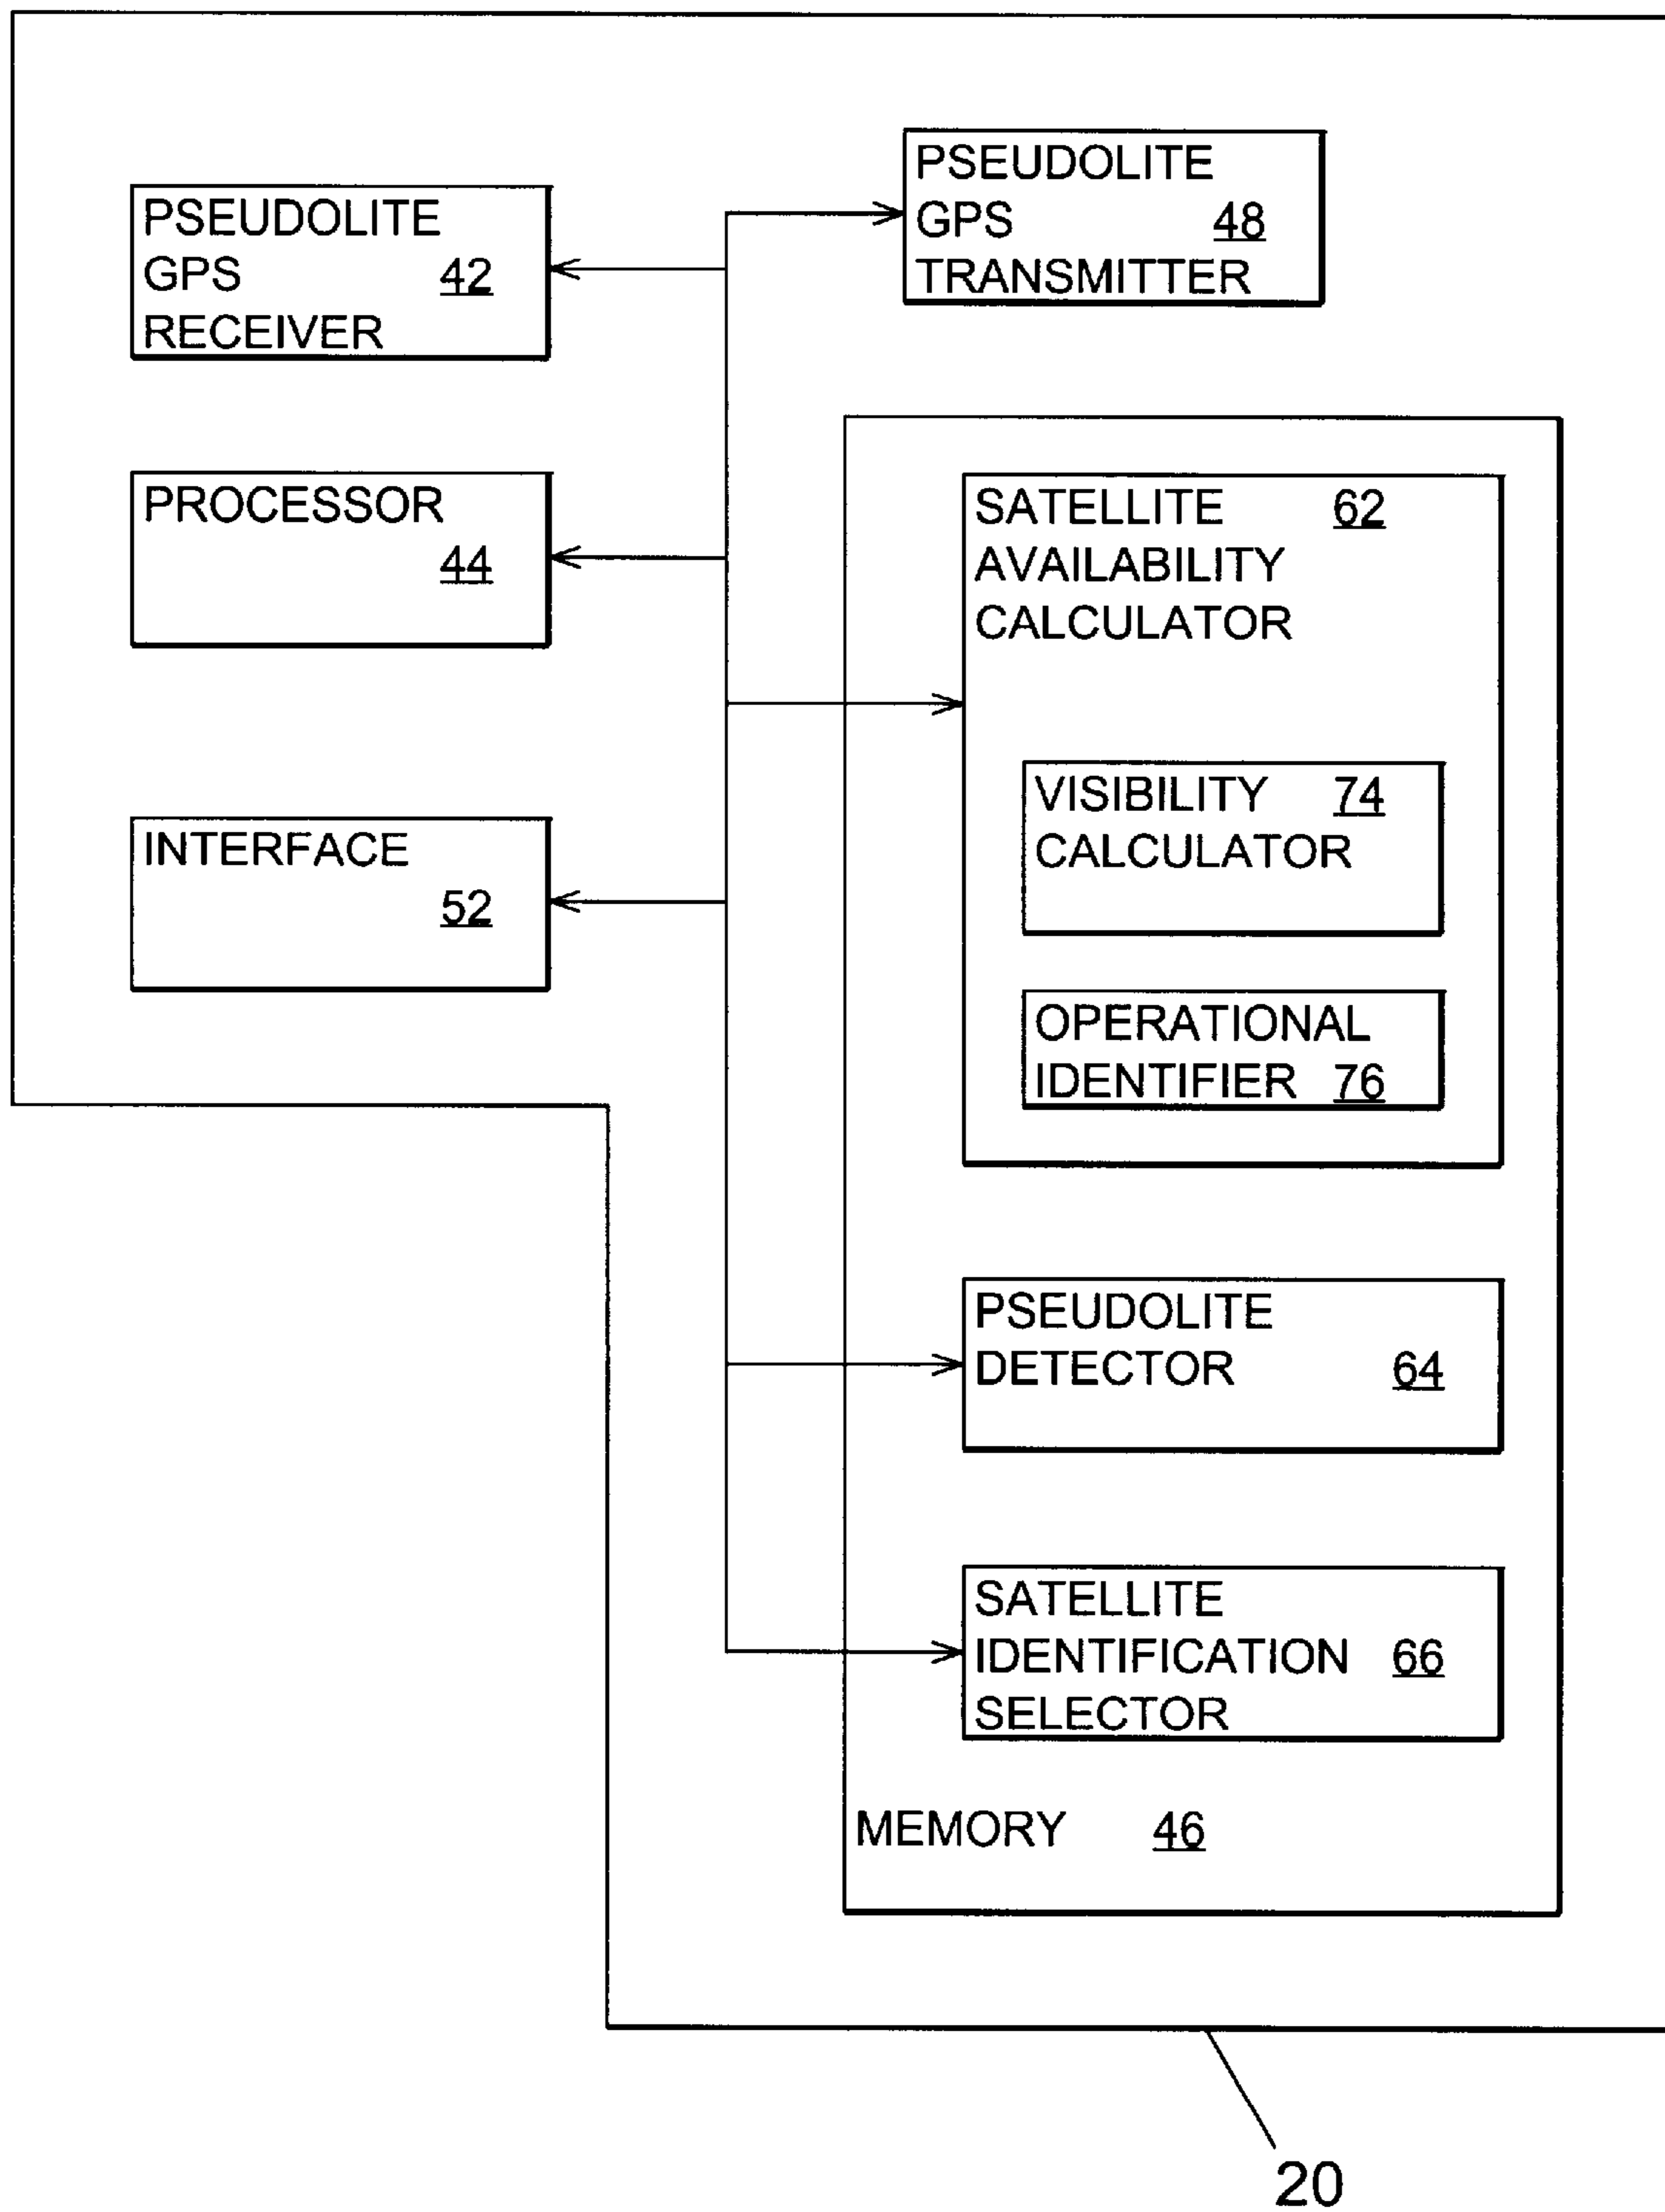 PSEUDOLITE
GPS 42
RECEIVER
PSEUDOLITE
GPS 48
TRANSMITTER
PROCESSOR
44
INTERFACE
52
SATELLITE 62
AVAILABILITY
CALCULATOR
VISIBILITY 74
CALCULATOR
OPERATIONAL
IDENTIFIER 76
PSEUDOLITE
DETECTOR 64
SATELLITE
IDENTIFICATION 66
SELECTOR
MEMORY 46
20